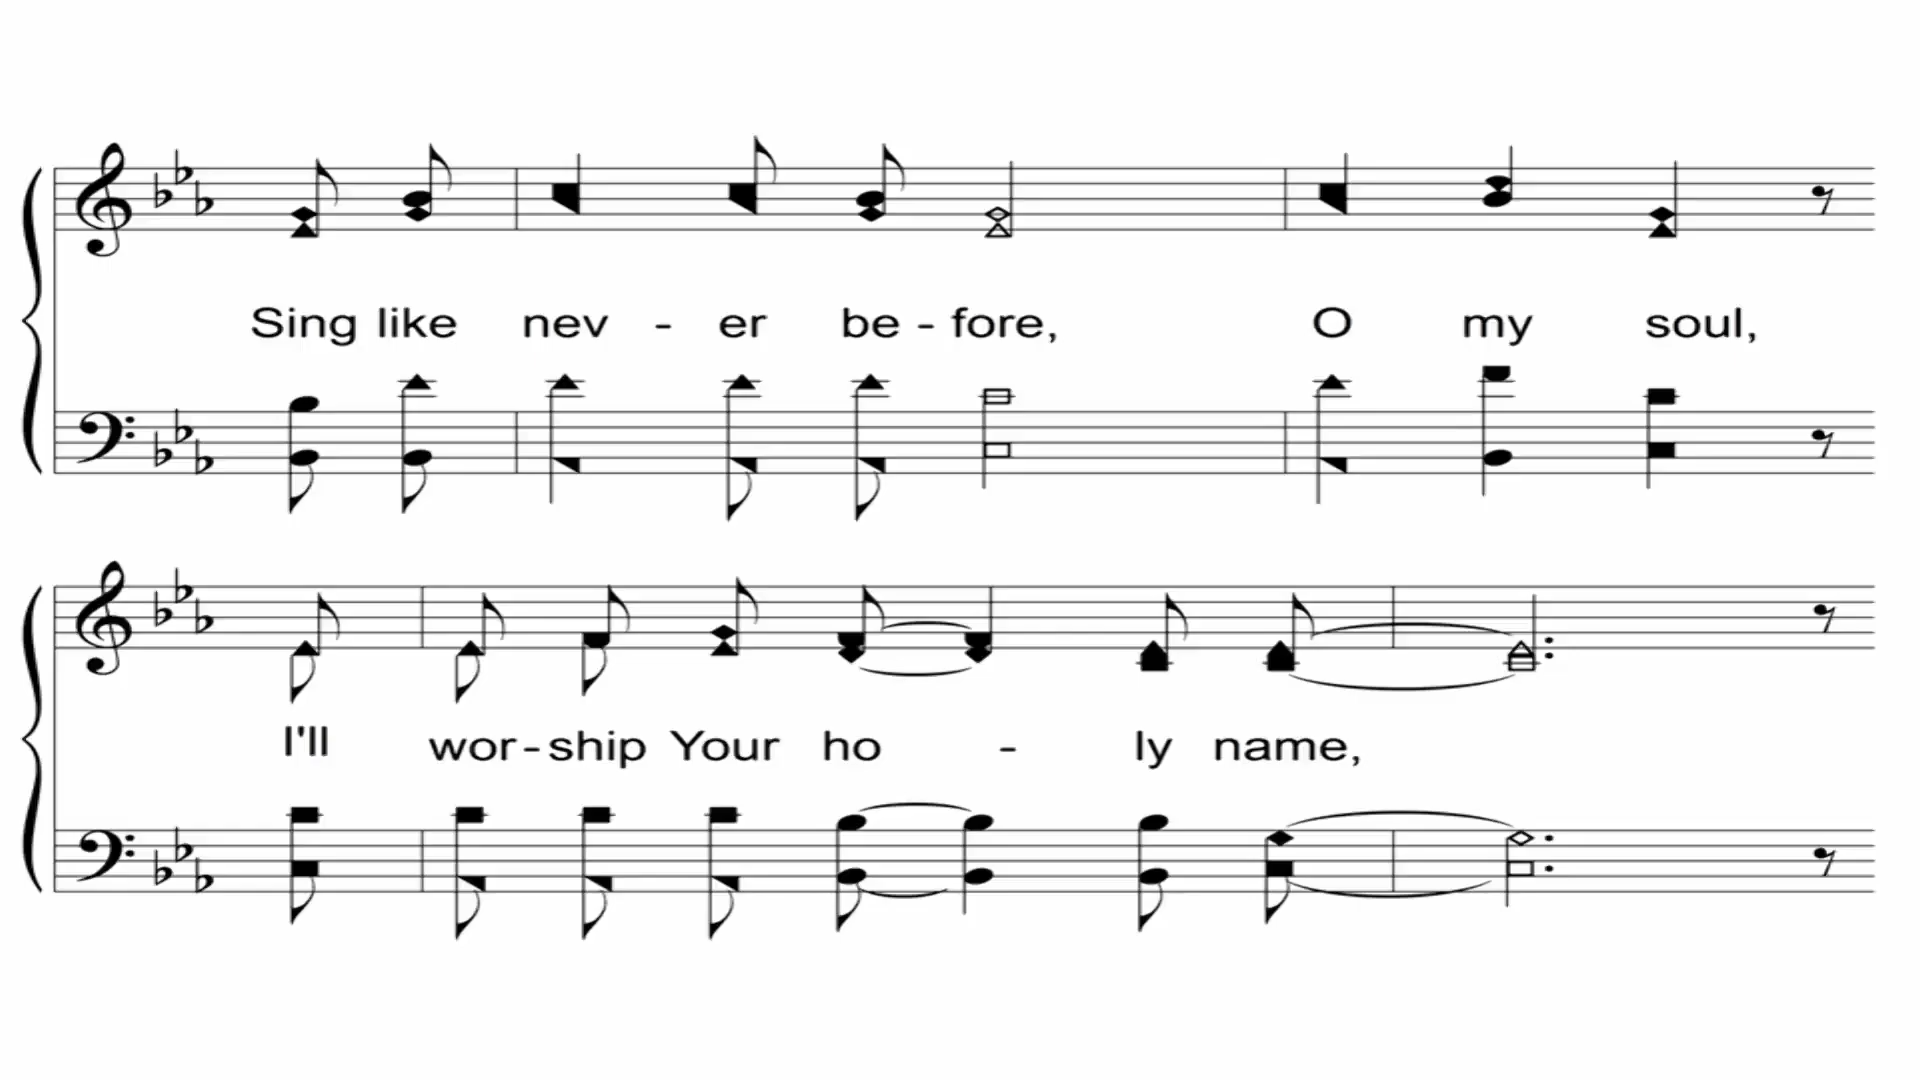 Sing like nev - er be - fore, O my soul,
I'll wor - ship Your ho - ly name,